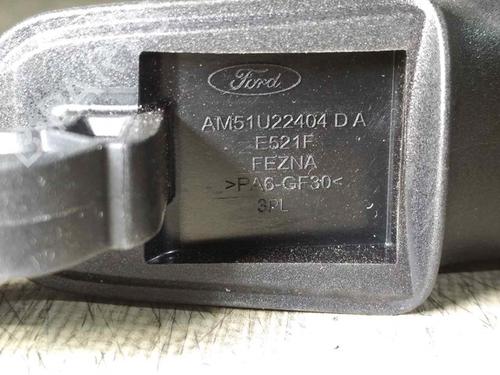 Ford
AM51U22404 D A
E521F
FEZNA
>PA6-GF30<
3PL